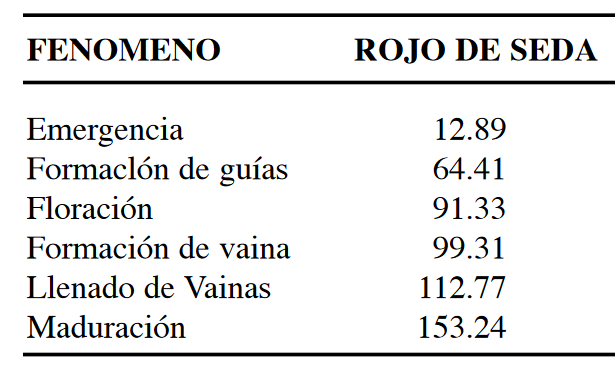 FENOMENO ROJO DE SEDA
Emergencia 12.89
Formaclón de guías 64.41
Floración 91.33
Formación de vaina 99.31
Llenado de Vainas 112.77
Maduración 153.24